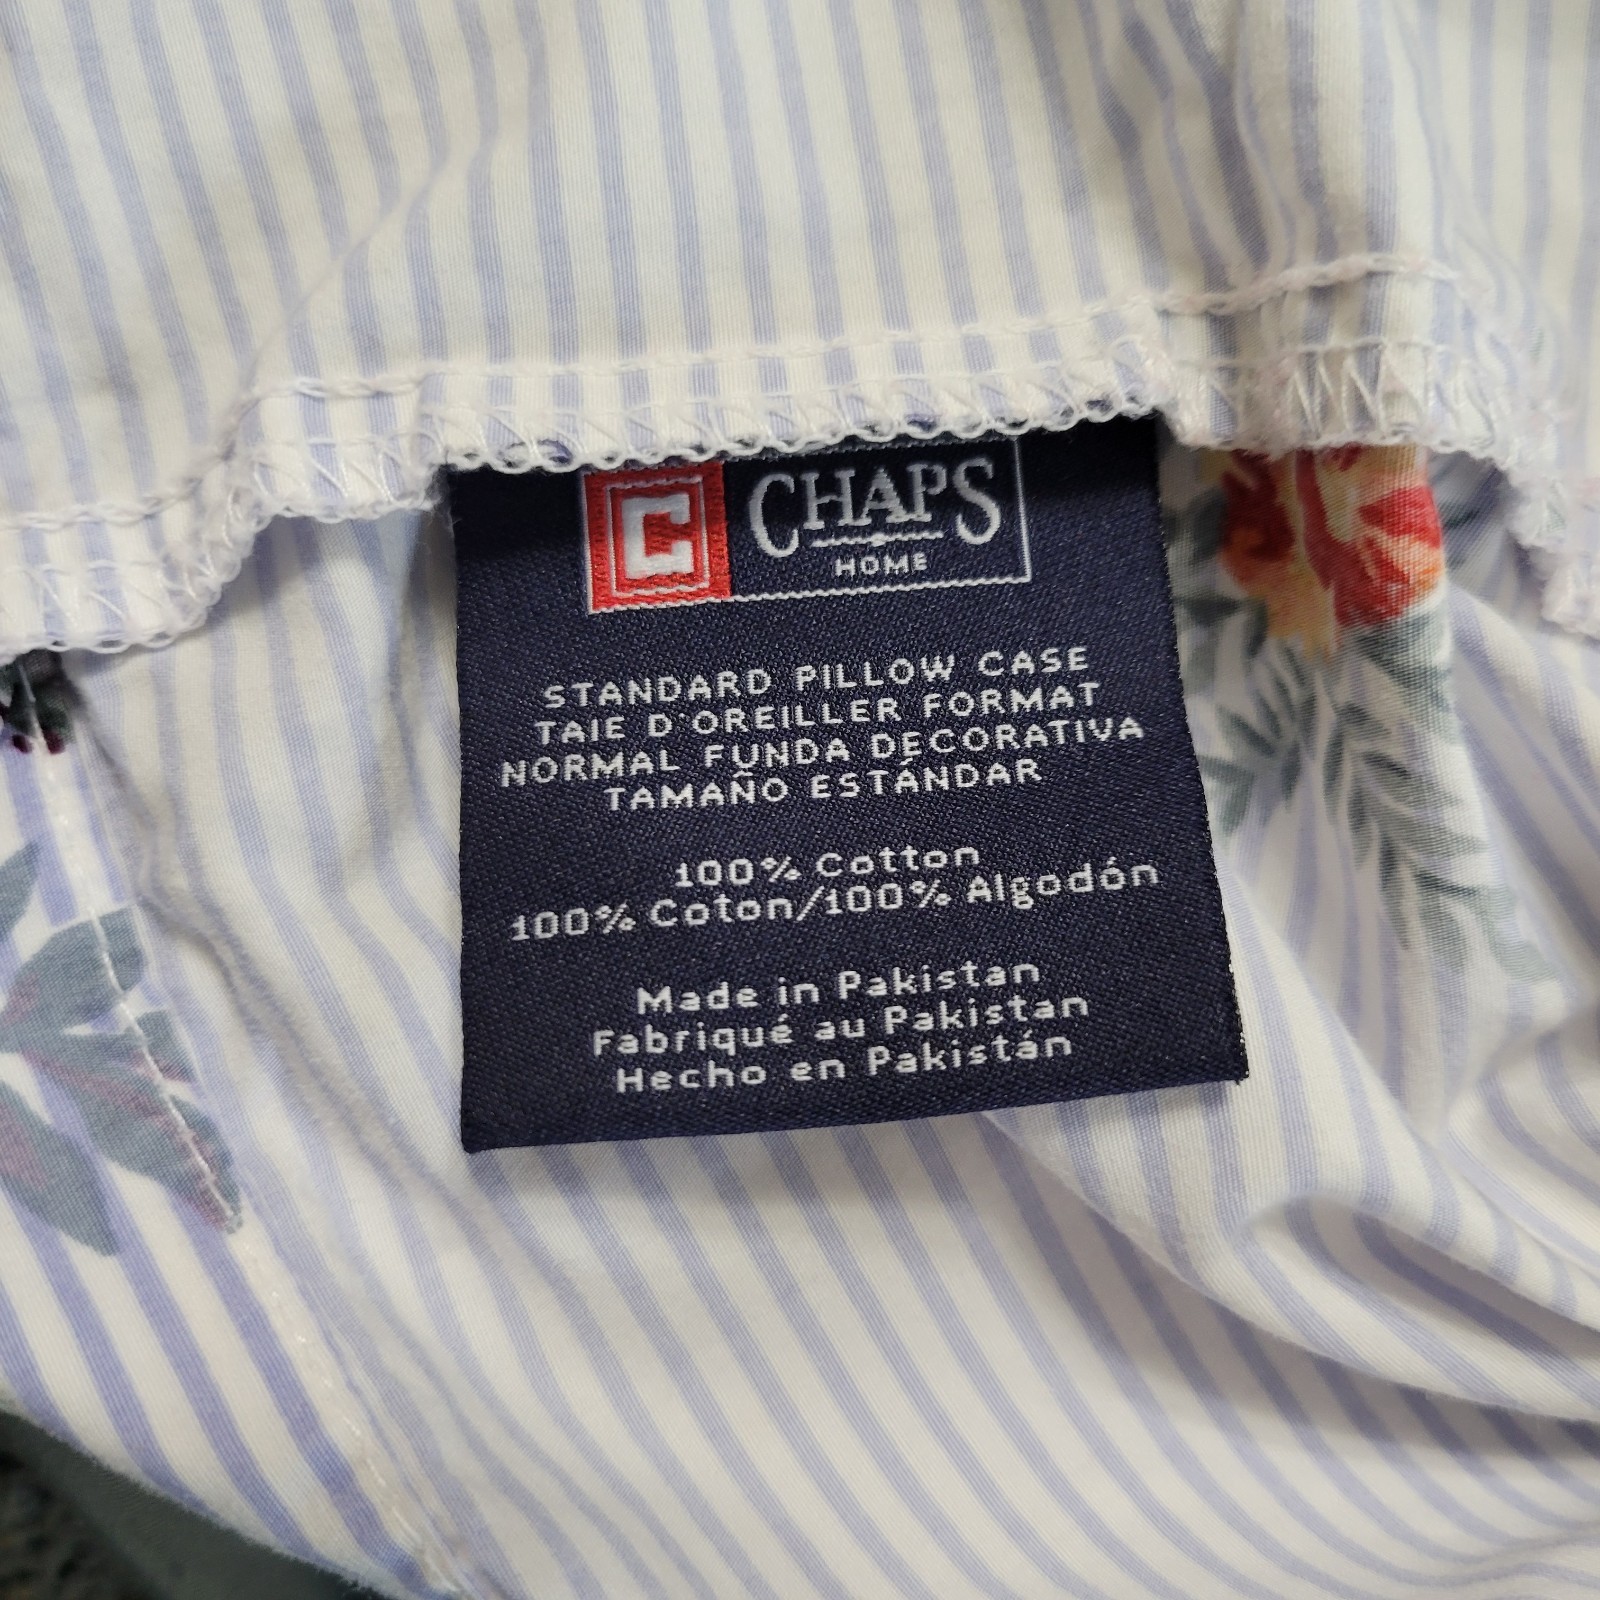 C CHAPS
HOME
STANDARD PILLOW CASE
TAIE D'OREILLER FORMAT
NORMAL FUNDA DECORATIVA
TAMAÑO ESTÁNDAR
100% Cotton
100% Coton/100% Algodón
Made in Pakistan
Fabriqué au Pakistan
Hecho en Pakistán